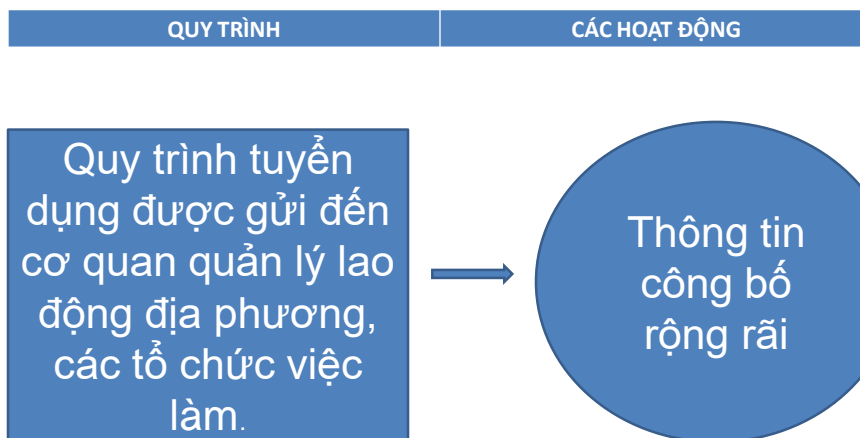 QUY TRÌNH
CÁC HOẠT ĐỘNG
Quy trình tuyển
dụng được gửi đến
cơ quan quản lý lao
động địa phương,
các tổ chức việc
làm.
Thông tin
công bố
rộng rãi